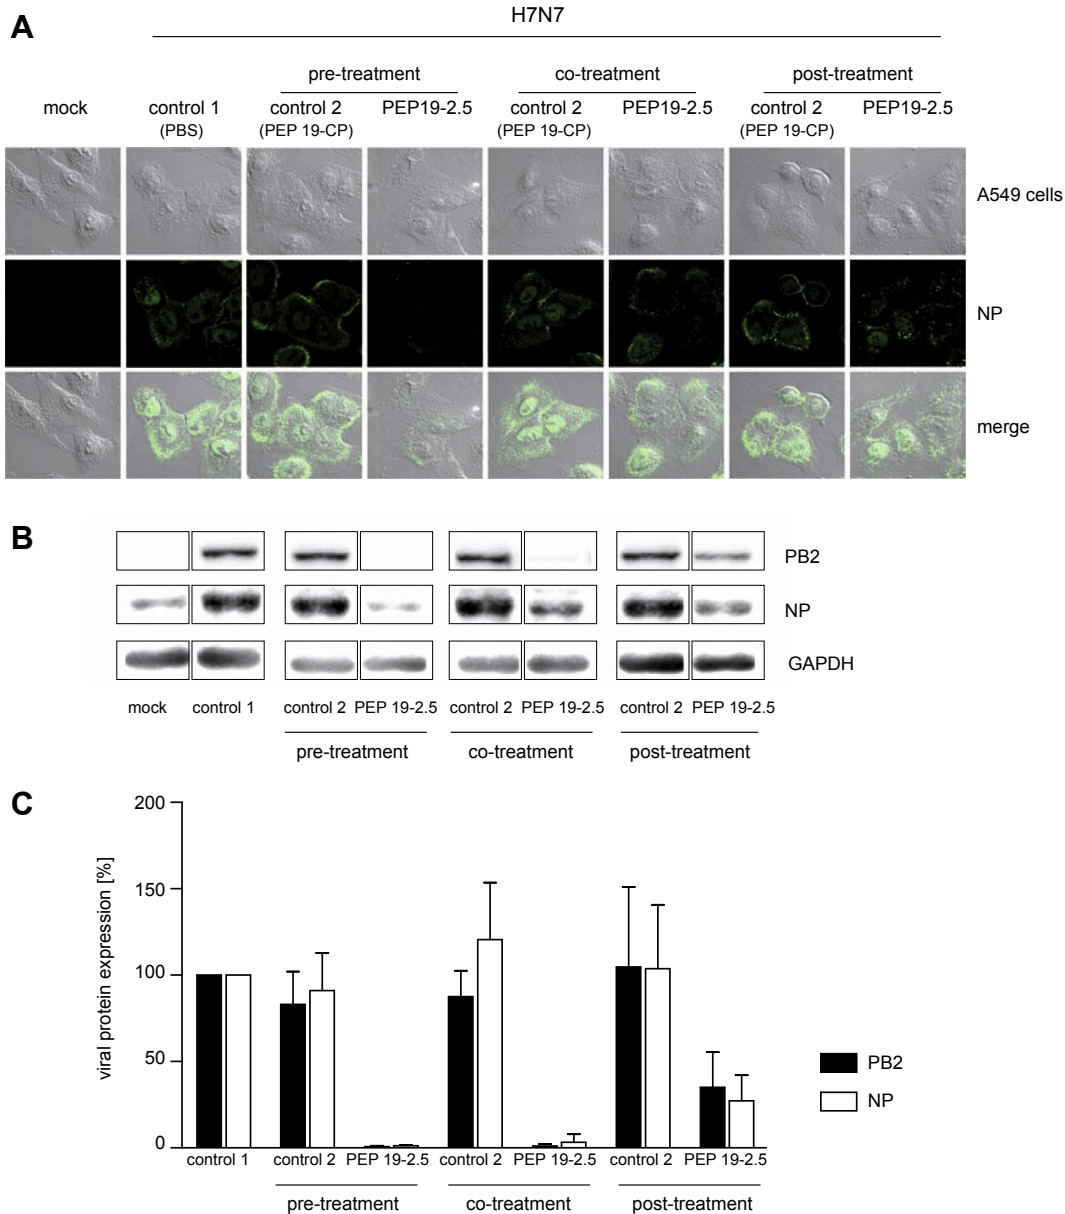 A
H7N7
pre-treatment co-treatment post-treatment
mock control 1 control 2 PEP19-2.5 control 2 PEP19-2.5 control 2 PEP19-2.5
(PBS) (PEP 19-CP) (PEP 19-CP) (PEP 19-CP)
A549 cells
NP
merge
B
PB2
NP
GAPDH
mock control 1 control 2 PEP 19-2.5 control 2 PEP 19-2.5 control 2 PEP 19-2.5
pre-treatment co-treatment post-treatment
C
viral protein expression [%]
200
150
100
50
0
PB2
NP
control 1 control 2 PEP 19-2.5 control 2 PEP 19-2.5 control 2 PEP 19-2.5
pre-treatment co-treatment post-treatment